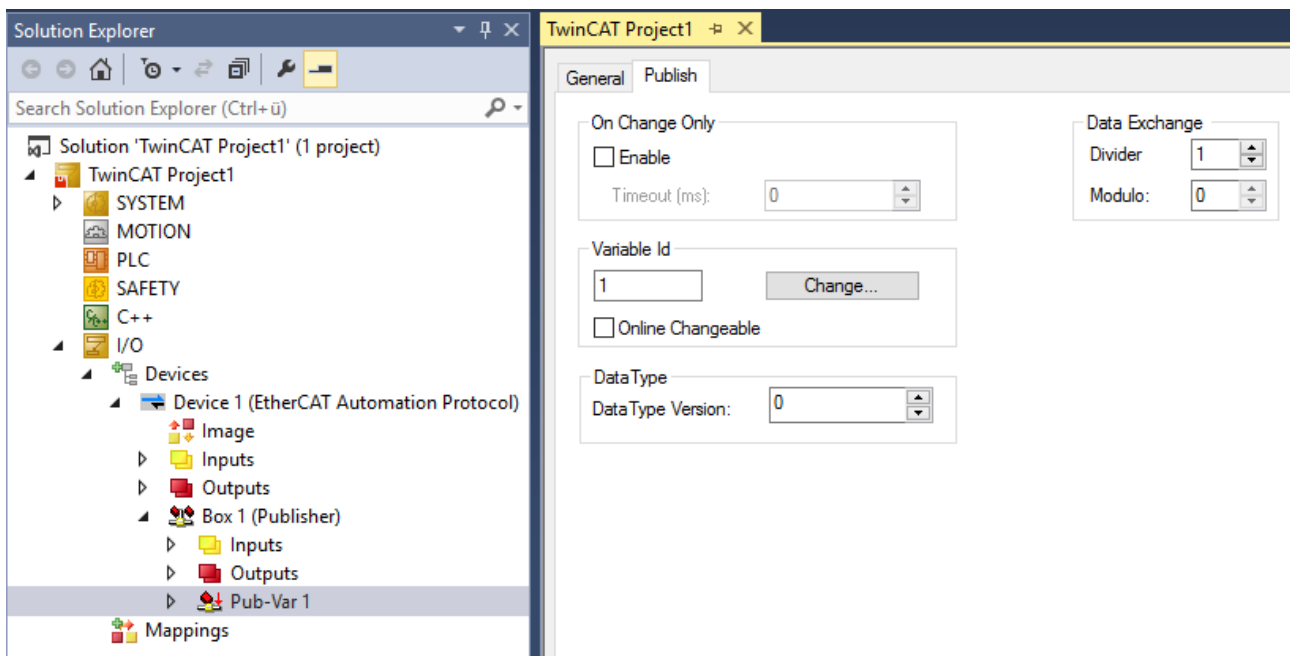 Solution Explorer
Search Solution Explorer (Ctrl+ü)
Solution 'TwinCAT Project1' (1 project)
TwinCAT Project1
SYSTEM
MOTION
PLC
SAFETY
C++
I/O
Devices
Device 1 (EtherCAT Automation Protocol)
Image
Inputs
Outputs
Box 1 (Publisher)
Inputs
Outputs
Pub-Var 1
Mappings
TwinCAT Project1
General
Publish
On Change Only
Enable
Timeout (ms):
0
Variable Id
1
Change...
Online Changeable
DataType
DataType Version:
0
Data Exchange
Divider
1
Modulo:
0